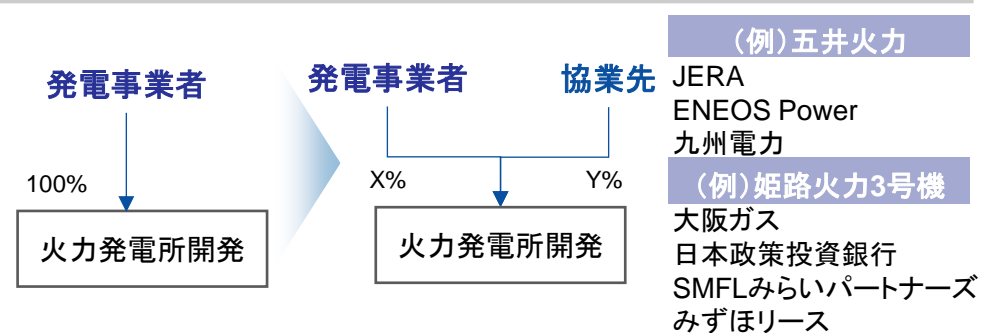 発電事業者
100%
火力発電所開発
発電事業者
協業先
X%
Y%
火力発電所開発
（例）五井火力
JERA
ENEOS Power
九州電力
（例）姫路火力3号機
大阪ガス
日本政策投資銀行
SMFLみらいパートナーズ
みずほリース